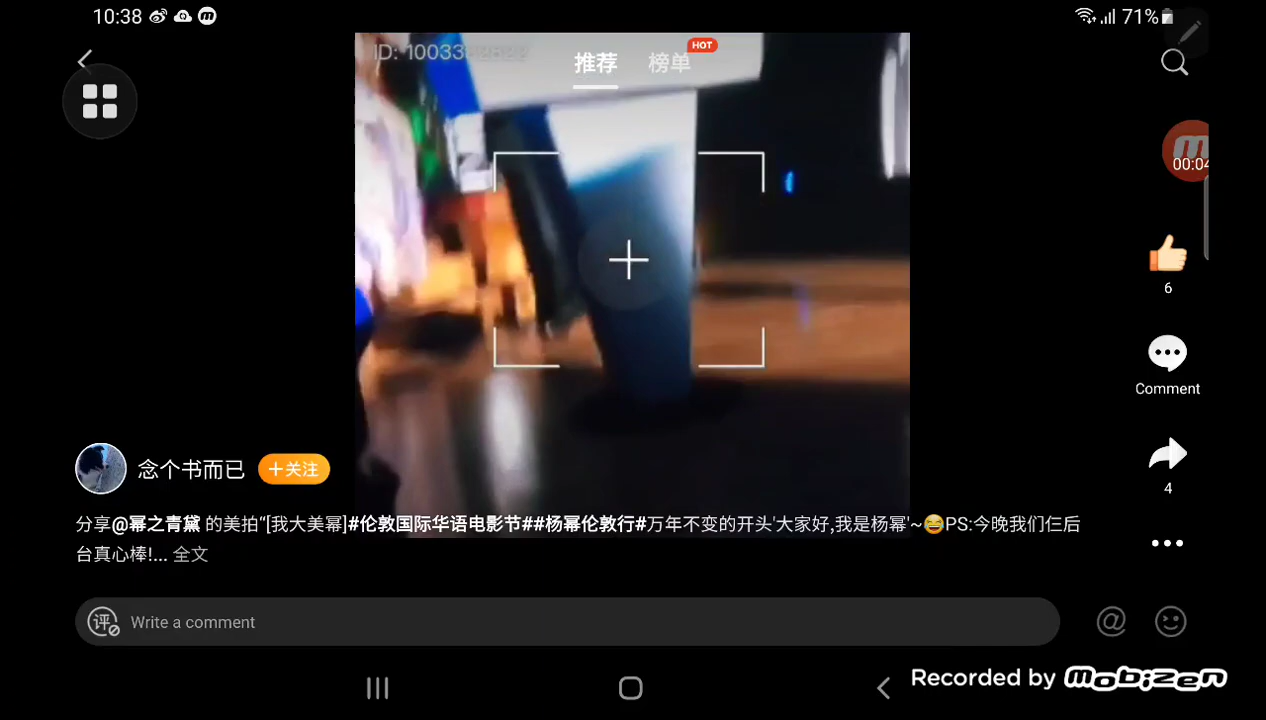 10:38
71%
ID: 1003
推荐
榜单
HOT
00:04
6
Comment
4
念个书而已
+关注
分享@幂之青黛 的美拍“[我大美幂]#伦敦国际华语电影节##杨幂伦敦行#万年不变的开头'大家好,我是杨幂'~😂PS:今晚我们仨后
台真心棒!... 全文
评
Write a comment
@
Recorded by mobizen